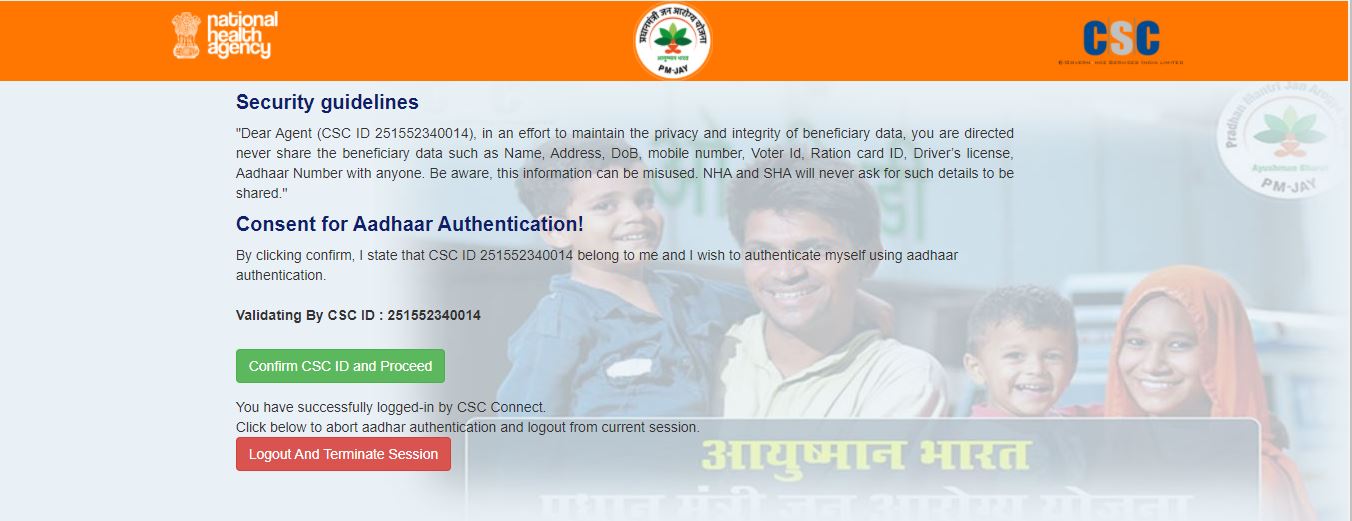 national
health
agency
प्रधानमंत्री जन आरोग्य योजना
आयुष्मान भारत
PM-JAY
CSC
E-GOVERNANCE SERVICES INDIA LIMITED
Security guidelines
"Dear Agent (CSC ID 251552340014), in an effort to maintain the privacy and integrity of beneficiary data, you are directed
never share the beneficiary data such as Name, Address, DoB, mobile number, Voter Id, Ration card ID, Driver's license,
Aadhaar Number with anyone. Be aware, this information can be misused. NHA and SHA will never ask for such details to be
shared."
Pradhan Mantri Jan Arogya
Ayushman Bharat
PM-JAY
Consent for Aadhaar Authentication!
By clicking confirm, I state that CSC ID 251552340014 belong to me and I wish to authenticate myself using aadhaar
authentication.
Validating By CSC ID : 251552340014
Confirm CSC ID and Proceed
You have successfully logged-in by CSC Connect.
Click below to abort aadhar authentication and logout from current session.
Logout And Terminate Session
आयुष्मान भारत
प्रधान मंत्री जन आरोग्य योजना